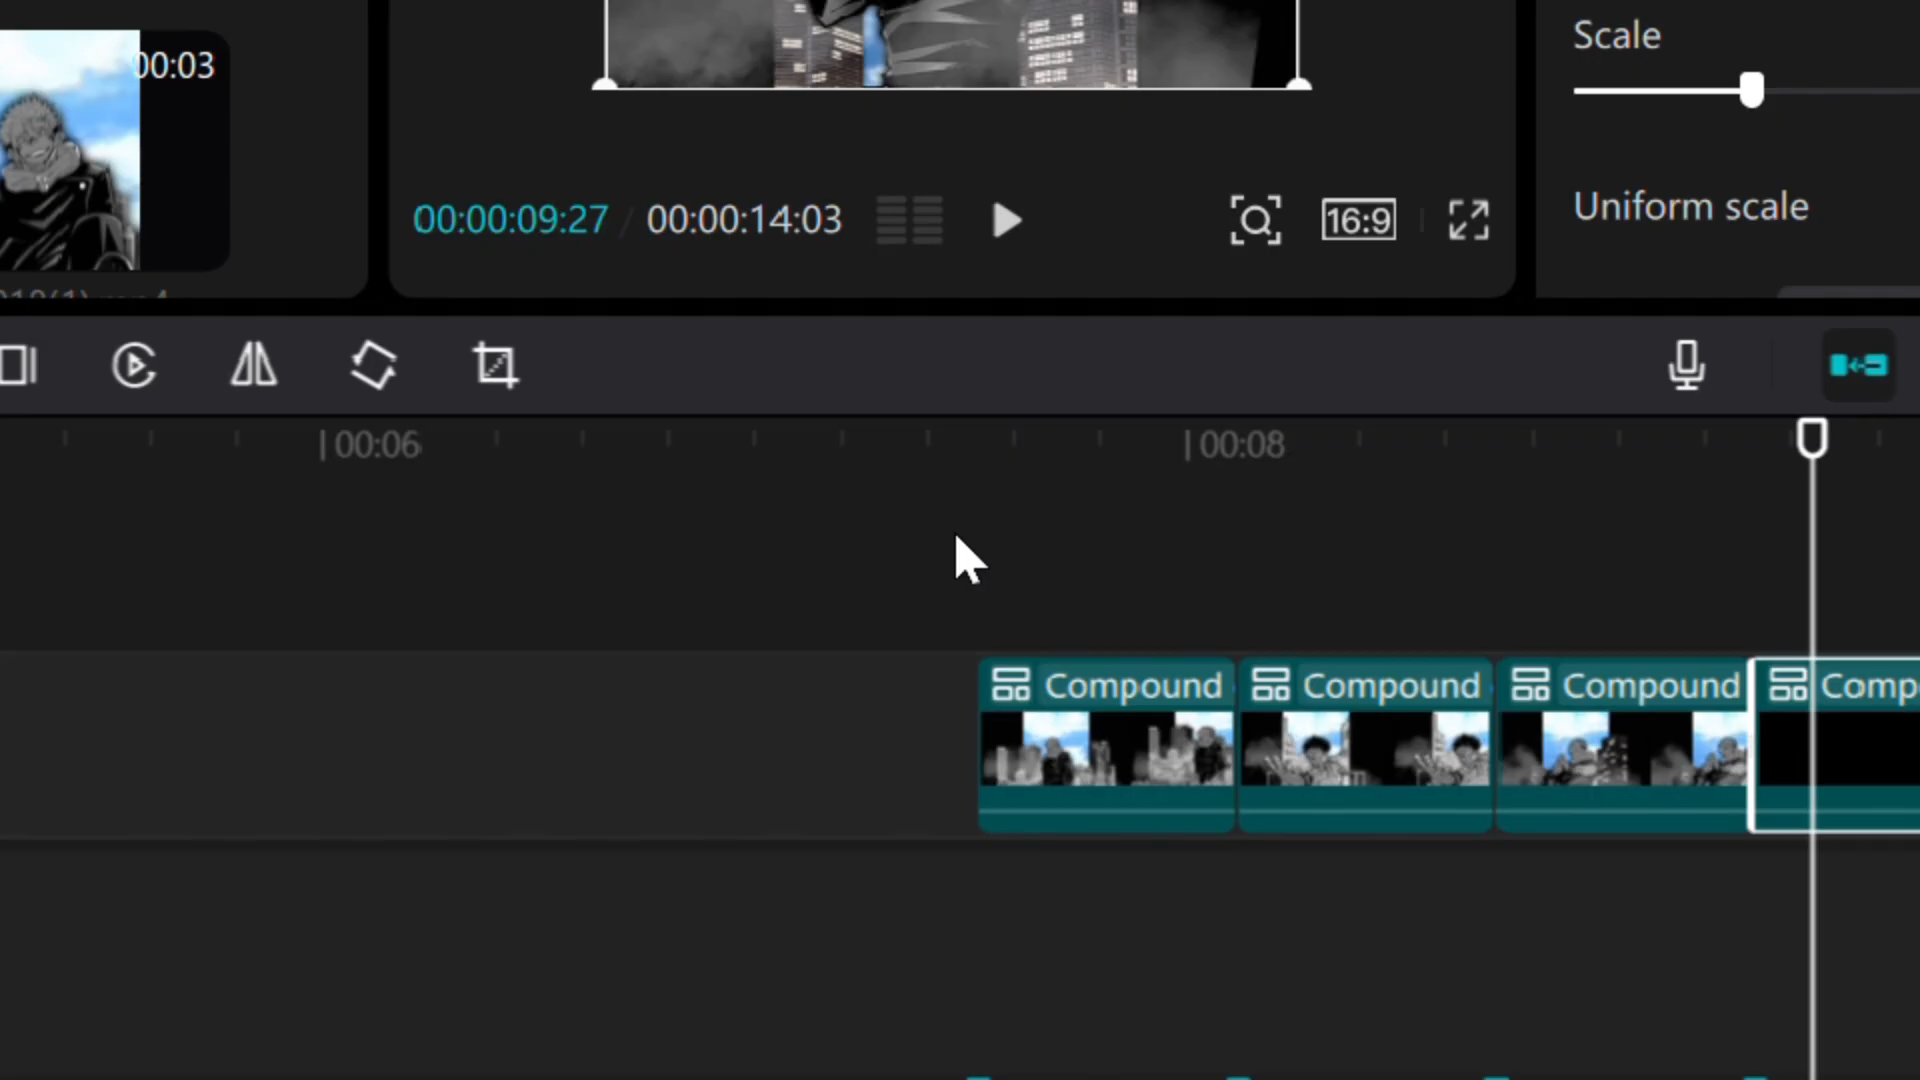 00:03
Scale
Uniform scale
00:00:09:27 / 00:00:14:03
16:9
00:06
00:08
Compound
Compound
Compound
Comp